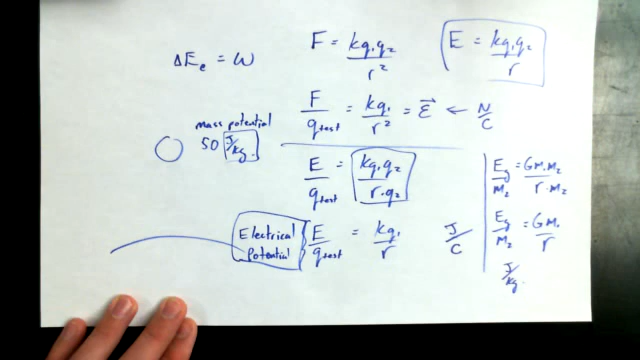 ΔEₑ = W
F = kq₁q₂/r²
E = kq₁q₂/r
F/qtest = kq₁/r² = ε⃗ ← N/C
mass potential
50 J/kg.
E/qtest = kq₁q₂/r·q₂
Electrical
potential
E/qtest = kq₁/r
J/C
Eg/m₂ = Gm₁m₂/r·m₂
Eg/m₂ = Gm₁/r
J/kg.